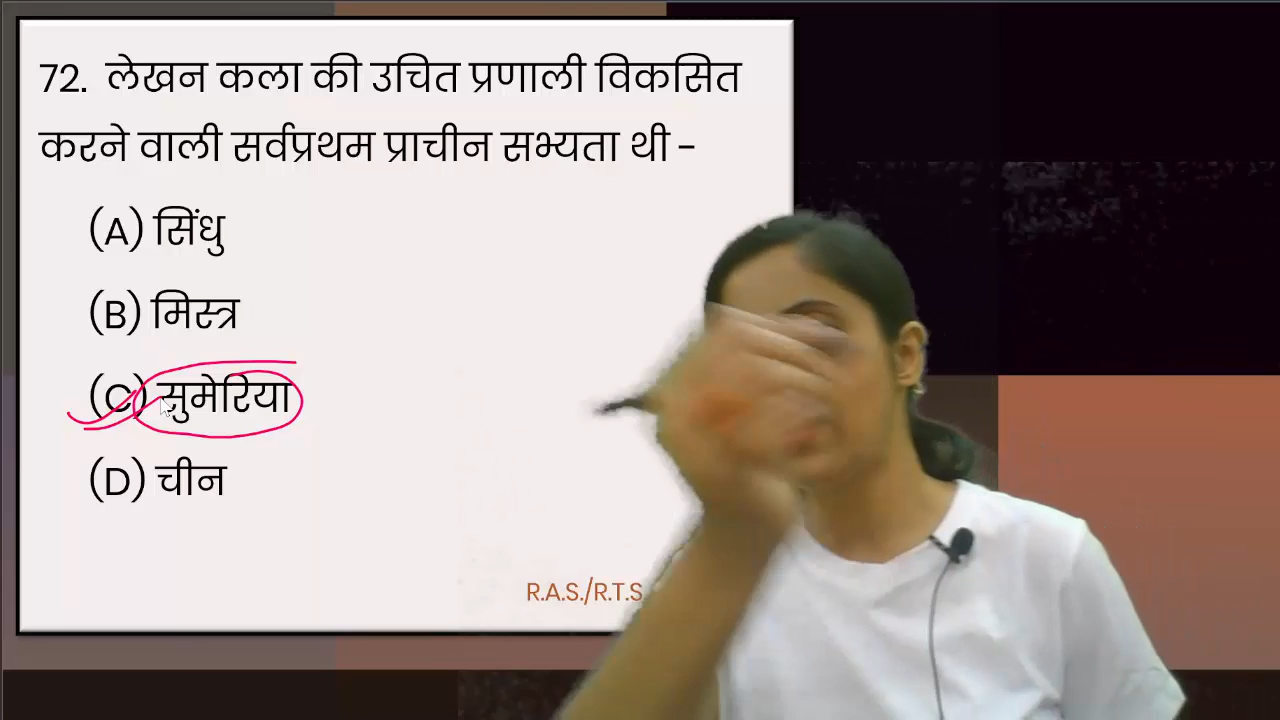 72. लेखन कला की उचित प्रणाली विकसित
करने वाली सर्वप्रथम प्राचीन सभ्यता थी -
(A) सिंधु
(B) मिस्त्र
(C) सुमेरिया
(D) चीन
R.A.S./R.T.S